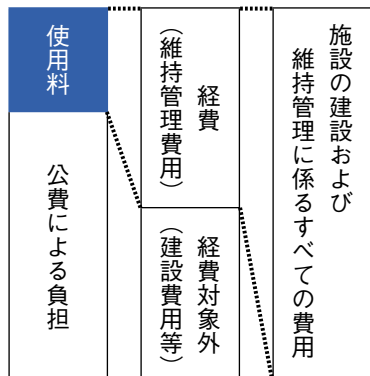 施設の建設および
維持管理に係るすべての費用
経費
（維持管理費用）
経費対象外
（建設費用等）
使用料
公費による負担